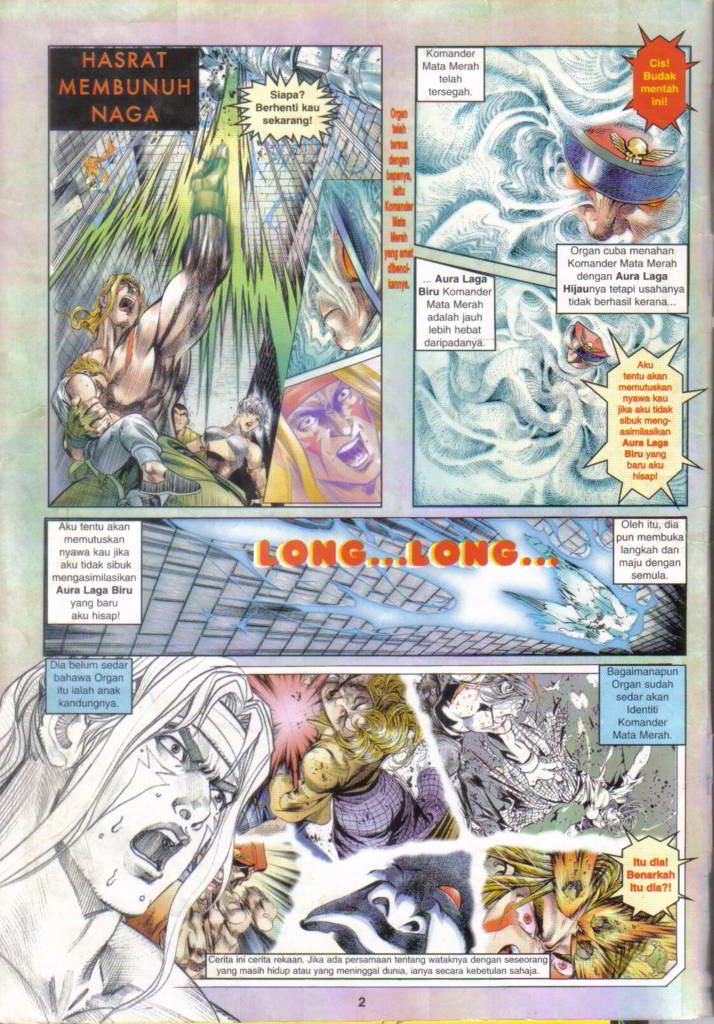 HASRAT
MEMBUNUH
NAGA
Siapa?
Berhenti kau
sekarang!
Organ
telah
tersua
dengan
bapanya,
iaitu
Komander
Mata
Merah
yang amat
dibenci-
kannya.
Komander
Mata Merah
telah
tersegah.
Cis!
Budak
mentah
ini!
Organ cuba menahan
Komander Mata Merah
dengan Aura Laga
Hijaunya tetapi usahanya
tidak berhasil kerana...
... Aura Laga
Biru Komander
Mata Merah
adalah jauh
lebih hebat
daripadanya.
Aku
tentu akan
memutuskan
nyawa kau
jika aku tidak
sibuk meng-
asimilasikan
Aura Laga
Biru yang
baru aku
hisap!
Aku tentu akan
memutuskan
nyawa kau jika
aku tidak sibuk
mengasimilasikan
Aura Laga Biru
yang baru
aku hisap!
LONG...LONG...
Oleh itu, dia
pun membuka
langkah dan
maju dengan
semula.
Dia belum sedar
bahawa Organ
itu ialah anak
kandungnya.
Bagaimanapun
Organ sudah
sedar akan
Identiti
Komander
Mata Merah.
Itu dia!
Benarkah
Itu dia?!
Cerita ini cerita rekaan. Jika ada persamaan tentang wataknya dengan seseorang
yang masih hidup atau yang meninggal dunia, ianya secara kebetulan sahaja.
2